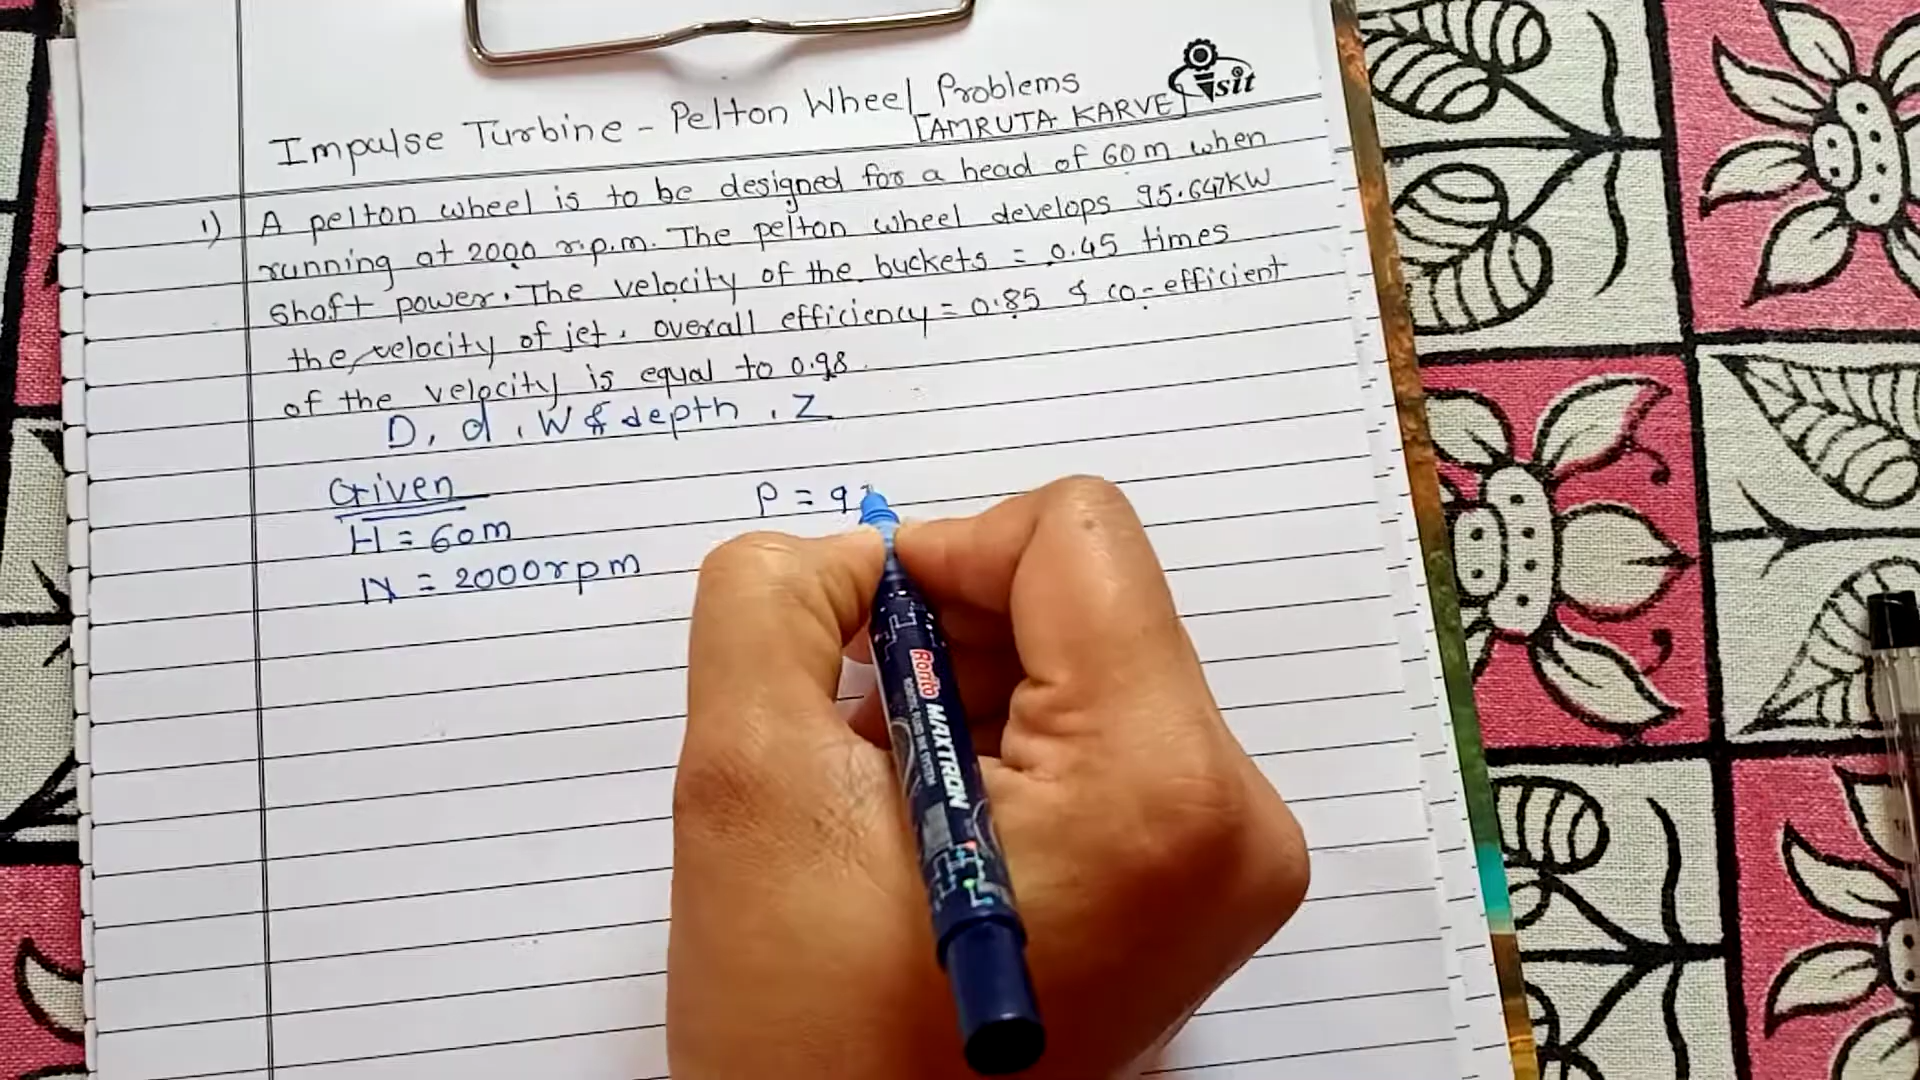 Impulse Turbine - Pelton Wheel Problems
[AMRUTA KARVE]
sit
1) A pelton wheel is to be designed for a head of 60m when
running at 2000 r.p.m. The pelton wheel develops 95.647KW
shaft power. The velocity of the buckets = 0.45 times
the velocity of jet, overall efficiency = 0.85 & co-efficient
of the velocity is equal to 0.98.
D, d, W & depth, Z
Given
H = 60m
P = 9
N = 2000rpm
Rorito MAXTRON
FLUID INK SYSTEM